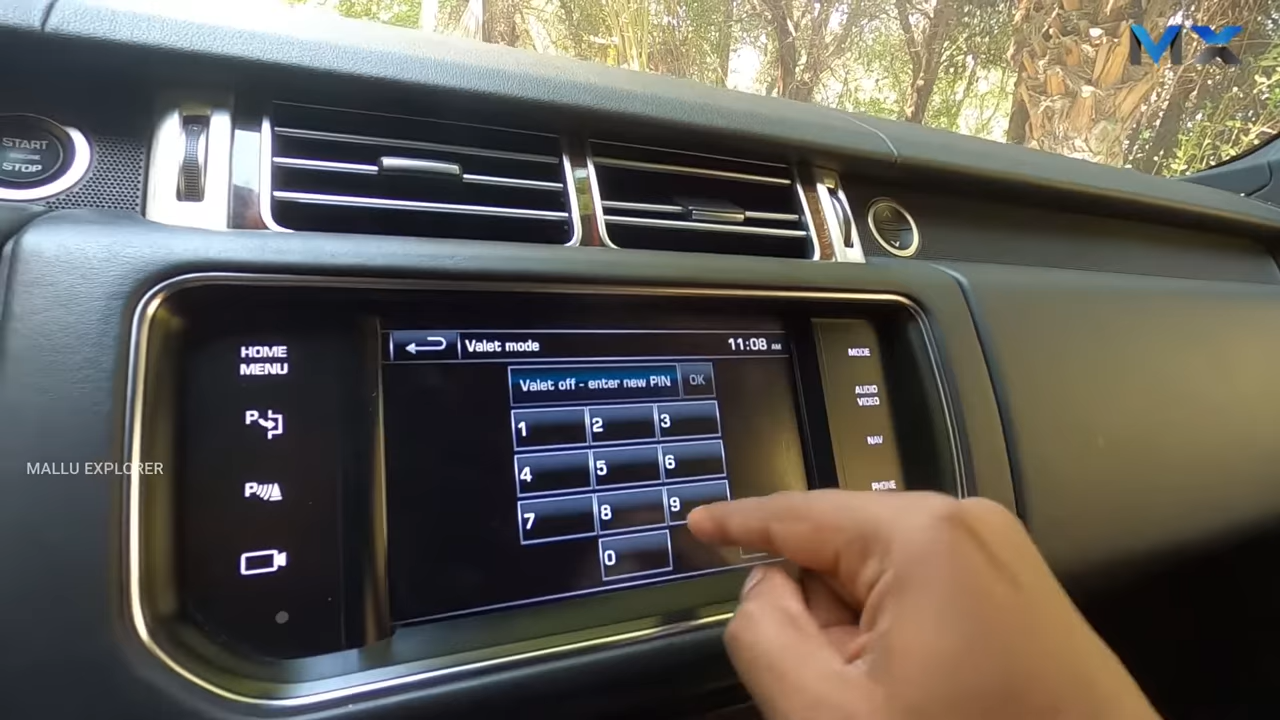 MX
START
ENGINE
STOP
HOME
MENU
Valet mode
11:08 AM
Valet off - enter new PIN
OK
1
2
3
4
5
6
7
8
9
0
MODE
AUDIO
VIDEO
NAV
PHONE
P
P
MALLU EXPLORER